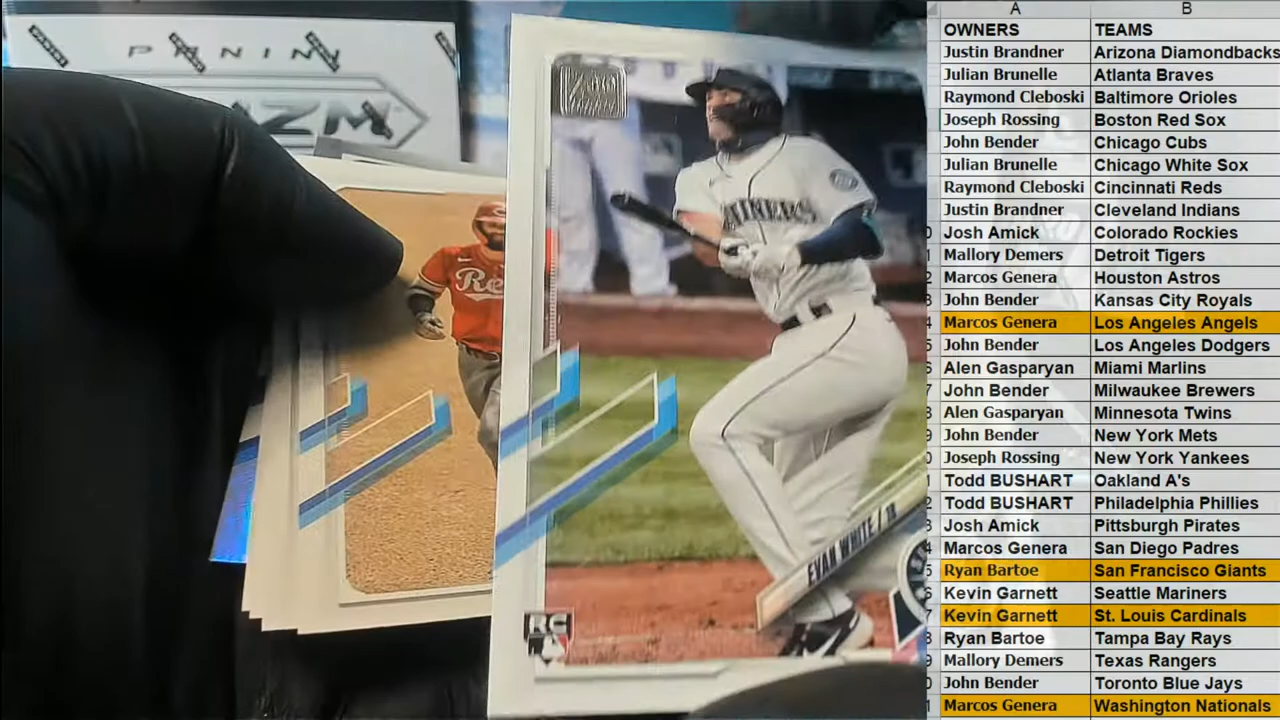 PANINI
A B
OWNERS TEAMS
Justin Brandner Arizona Diamondbacks
Julian Brunelle Atlanta Braves
Raymond Cleboski Baltimore Orioles
Joseph Rossing Boston Red Sox
John Bender Chicago Cubs
Julian Brunelle Chicago White Sox
Raymond Cleboski Cincinnati Reds
Justin Brandner Cleveland Indians
Josh Amick Colorado Rockies
Mallory Demers Detroit Tigers
Marcos Genera Houston Astros
John Bender Kansas City Royals
Marcos Genera Los Angeles Angels
John Bender Los Angeles Dodgers
Alen Gasparyan Miami Marlins
John Bender Milwaukee Brewers
Alen Gasparyan Minnesota Twins
John Bender New York Mets
Joseph Rossing New York Yankees
Todd BUSHART Oakland A's
Todd BUSHART Philadelphia Phillies
Josh Amick Pittsburgh Pirates
Marcos Genera San Diego Padres
Ryan Bartoe San Francisco Giants
Kevin Garnett Seattle Mariners
Kevin Garnett St. Louis Cardinals
Ryan Bartoe Tampa Bay Rays
Mallory Demers Texas Rangers
John Bender Toronto Blue Jays
Marcos Genera Washington Nationals
EVAN WHITE / 1B
RC